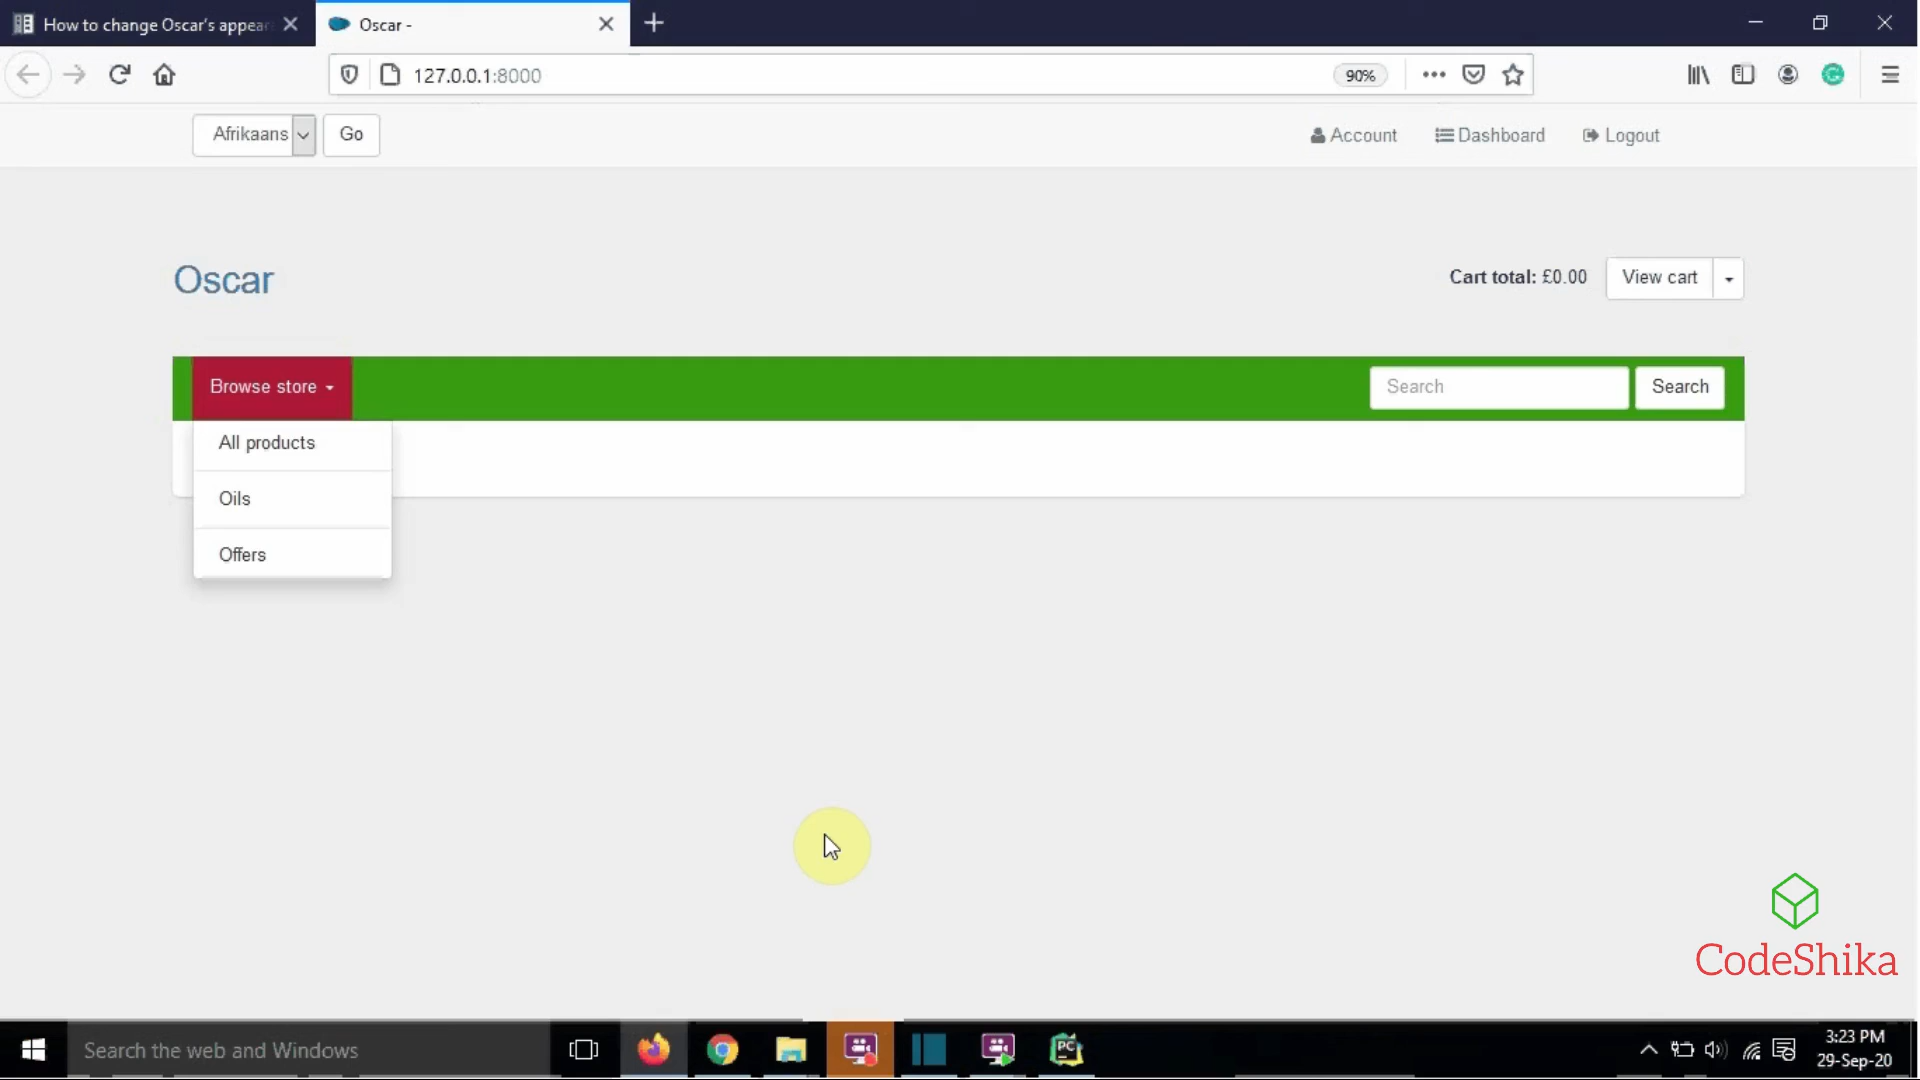 How to change Oscar's appear
Oscar -
127.0.0.1:8000
90%
Afrikaans
Go
Account
Dashboard
Logout
Oscar
Cart total: £0.00
View cart
Browse store
Search
Search
All products
Oils
Offers
CodeShika
Search the web and Windows
PC
3:23 PM
29-Sep-20